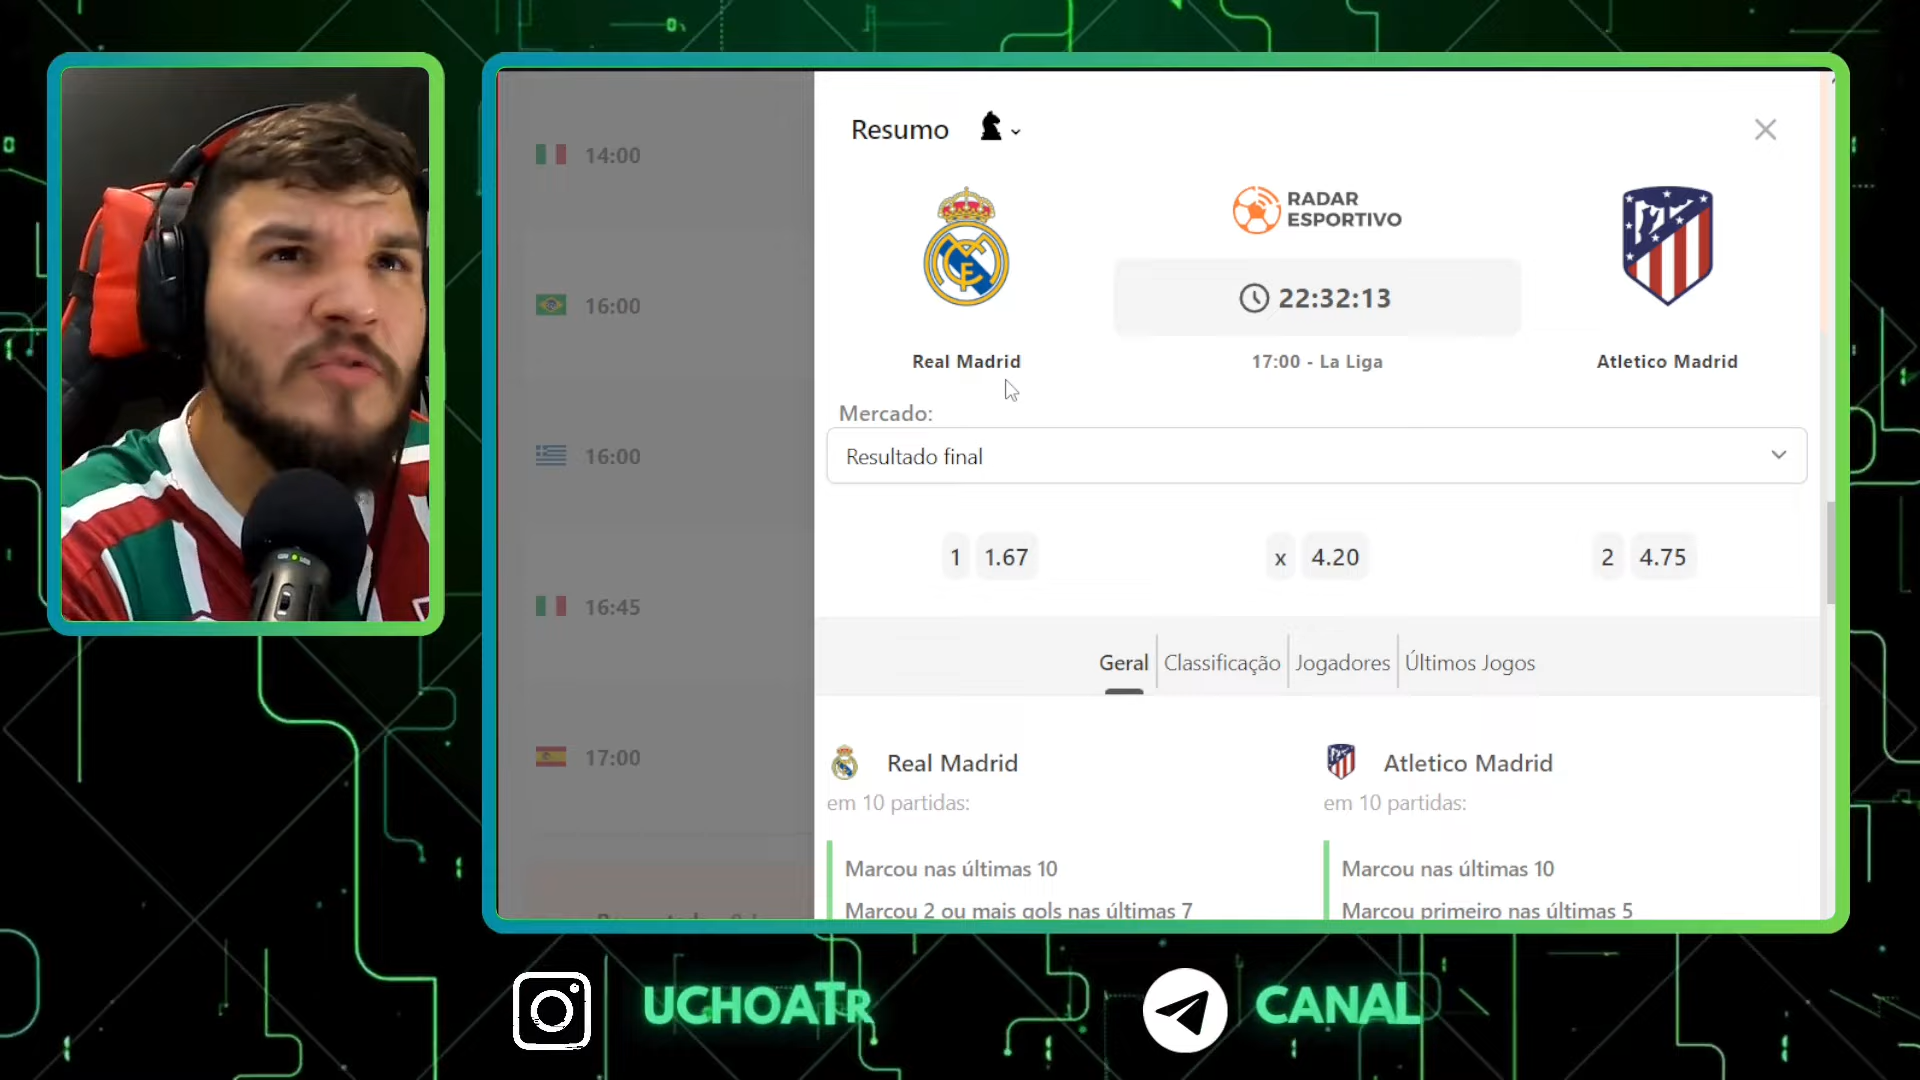 14:00
16:00
16:00
16:45
17:00
Resumo
RADAR
ESPORTIVO
22:32:13
Real Madrid
17:00 - La Liga
Atletico Madrid
Mercado:
Resultado final
1 1.67
x 4.20
2 4.75
Geral
Classificação
Jogadores
Últimos Jogos
Real Madrid
em 10 partidas:
Marcou nas últimas 10
Marcou 2 ou mais gols nas últimas 7
Atletico Madrid
em 10 partidas:
Marcou nas últimas 10
Marcou primeiro nas últimas 5
UCHOATR
CANAL